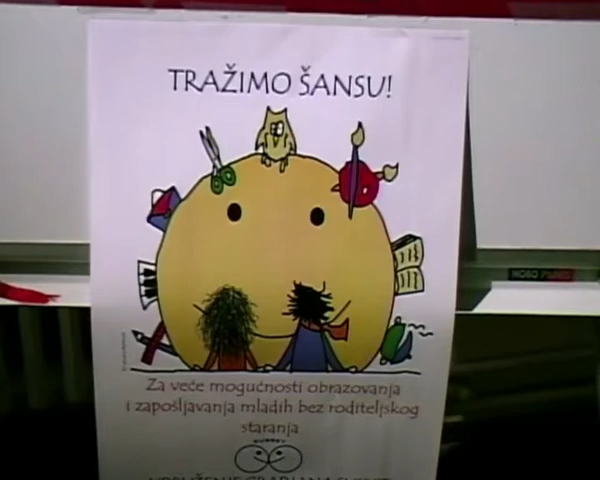 TRAŽIMO ŠANSU!
Za veće mogućnosti obrazovanja
i zapošljavanja mladih bez roditeljskog
staranja